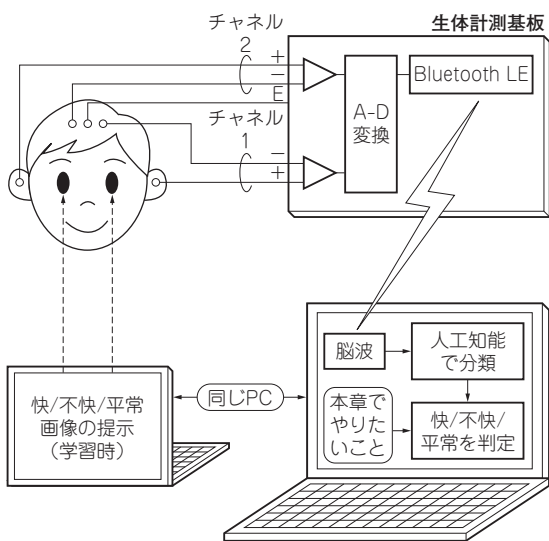 チャネル
2
生体計測基板
+
−
E
Bluetooth LE
A-D
変換
チャネル
1
−
+
脳波
人工知能
で分類
快/不快/平常
画像の提示
(学習時)
同じPC
本章で
やりた
いこと
快/不快/
平常を判定